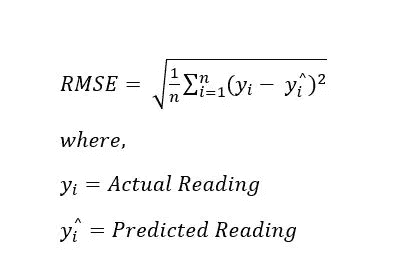 RMSE = √(1/n ∑ⁿᵢ₌₁(yᵢ − yᵢ^)²)
where,
yᵢ = Actual Reading
yᵢ^ = Predicted Reading